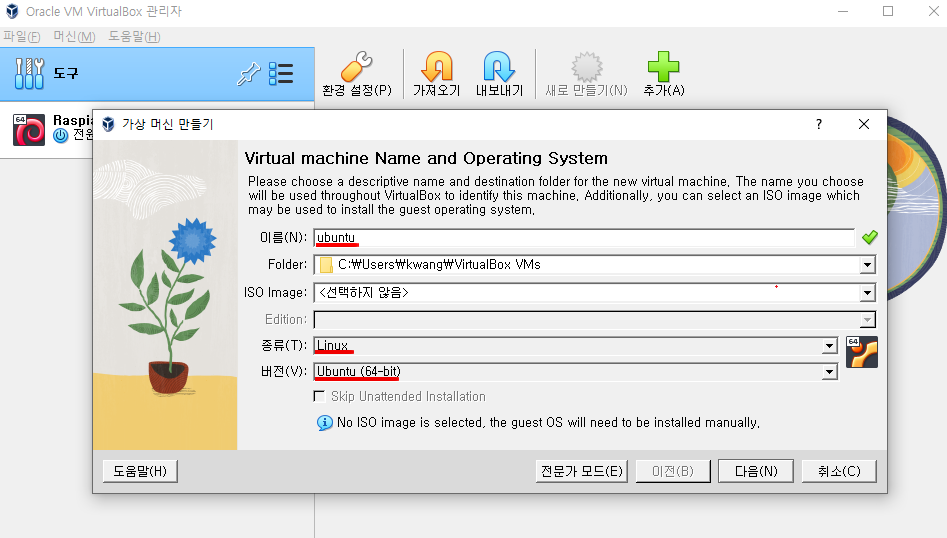 Oracle VM VirtualBox 관리자
파일(F) 머신(M) 도움말(H)
도구
환경 설정(P) 가져오기 내보내기 새로 만들기(N) 추가(A)
64 Raspia
전원
가상 머신 만들기 ?
Virtual machine Name and Operating System
Please choose a descriptive name and destination folder for the new virtual machine. The name you choose
will be used throughout VirtualBox to identify this machine. Additionally, you can select an ISO image which
may be used to install the guest operating system.
이름(N): ubuntu
Folder: C:₩Users₩kwang₩VirtualBox VMs
ISO Image: <선택하지 않음>
Edition:
종류(T): Linux
64
버전(V): Ubuntu (64-bit)
Skip Unattended Installation
No ISO image is selected, the guest OS will need to be installed manually.
도움말(H) 전문가 모드(E) 이전(B) 다음(N) 취소(C)